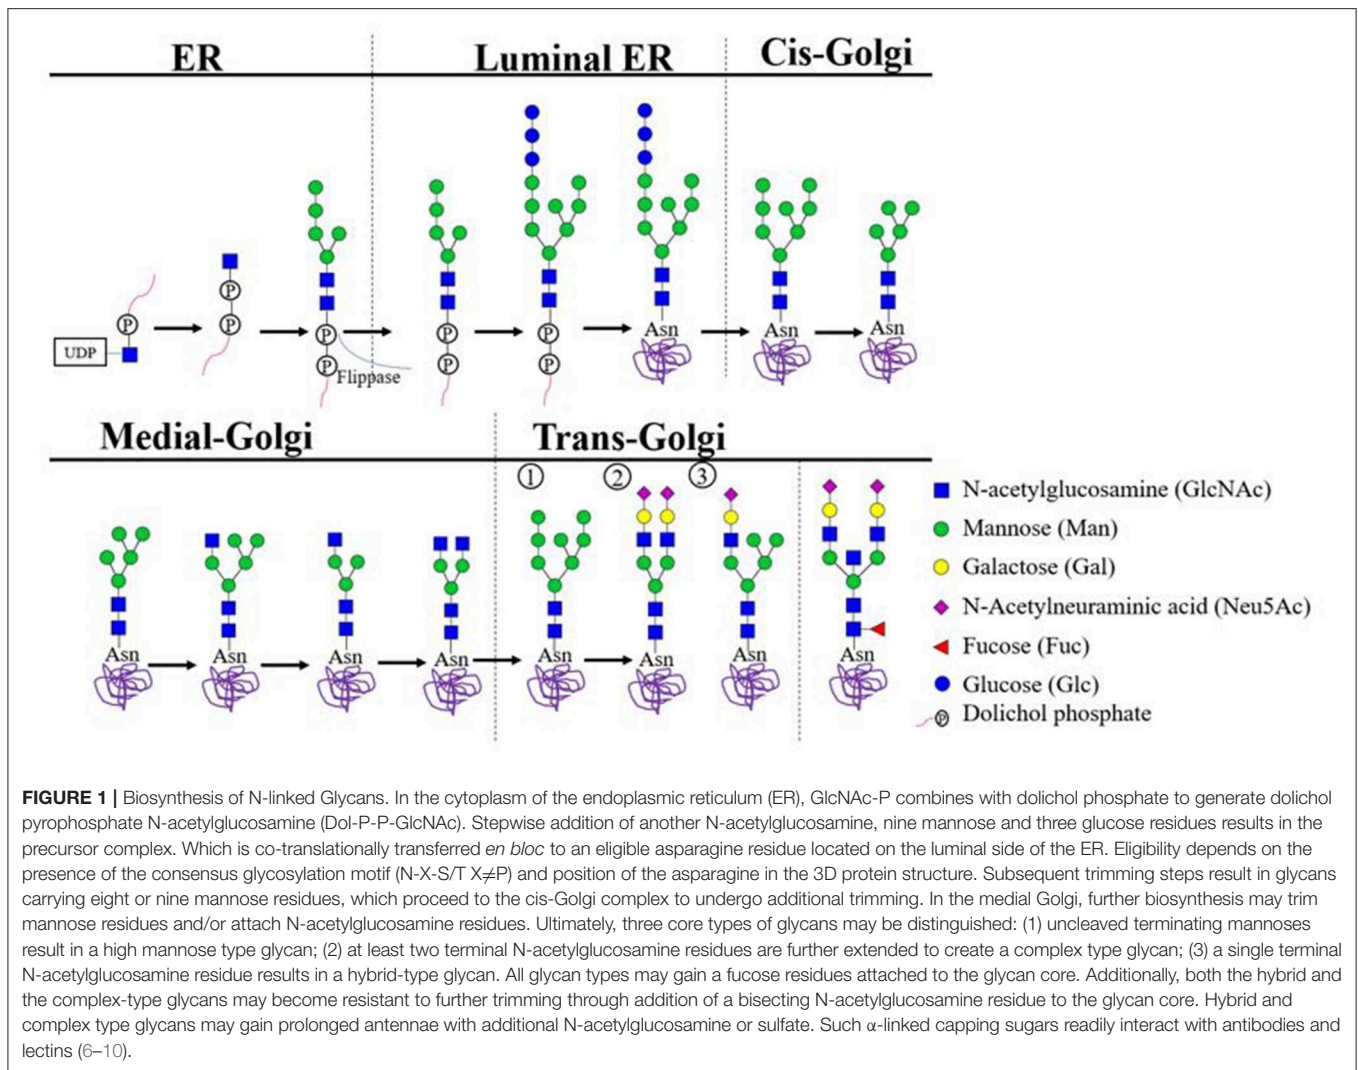 ER Luminal ER Cis-Golgi
P P P P P P P P P
UDP
Asn Asn Asn
Flippase
Medial-Golgi Trans-Golgi
1 2 3
Asn Asn Asn Asn Asn Asn Asn Asn
N-acetylglucosamine (GlcNAc)
Mannose (Man)
Galactose (Gal)
N-Acetylneuraminic acid (Neu5Ac)
Fucose (Fuc)
Glucose (Glc)
P Dolichol phosphate
FIGURE 1 | Biosynthesis of N-linked Glycans. In the cytoplasm of the endoplasmic reticulum (ER), GlcNAc-P combines with dolichol phosphate to generate dolichol
pyrophosphate N-acetylglucosamine (Dol-P-P-GlcNAc). Stepwise addition of another N-acetylglucosamine, nine mannose and three glucose residues results in the
precursor complex. Which is co-translationally transferred en bloc to an eligible asparagine residue located on the luminal side of the ER. Eligibility depends on the
presence of the consensus glycosylation motif (N-X-S/T X≠P) and position of the asparagine in the 3D protein structure. Subsequent trimming steps result in glycans
carrying eight or nine mannose residues, which proceed to the cis-Golgi complex to undergo additional trimming. In the medial Golgi, further biosynthesis may trim
mannose residues and/or attach N-acetylglucosamine residues. Ultimately, three core types of glycans may be distinguished: (1) uncleaved terminating mannoses
result in a high mannose type glycan; (2) at least two terminal N-acetylglucosamine residues are further extended to create a complex type glycan; (3) a single terminal
N-acetylglucosamine residue results in a hybrid-type glycan. All glycan types may gain a fucose residues attached to the glycan core. Additionally, both the hybrid and
the complex-type glycans may become resistant to further trimming through addition of a bisecting N-acetylglucosamine residue to the glycan core. Hybrid and
complex type glycans may gain prolonged antennae with additional N-acetylglucosamine or sulfate. Such α-linked capping sugars readily interact with antibodies and
lectins (6–10).